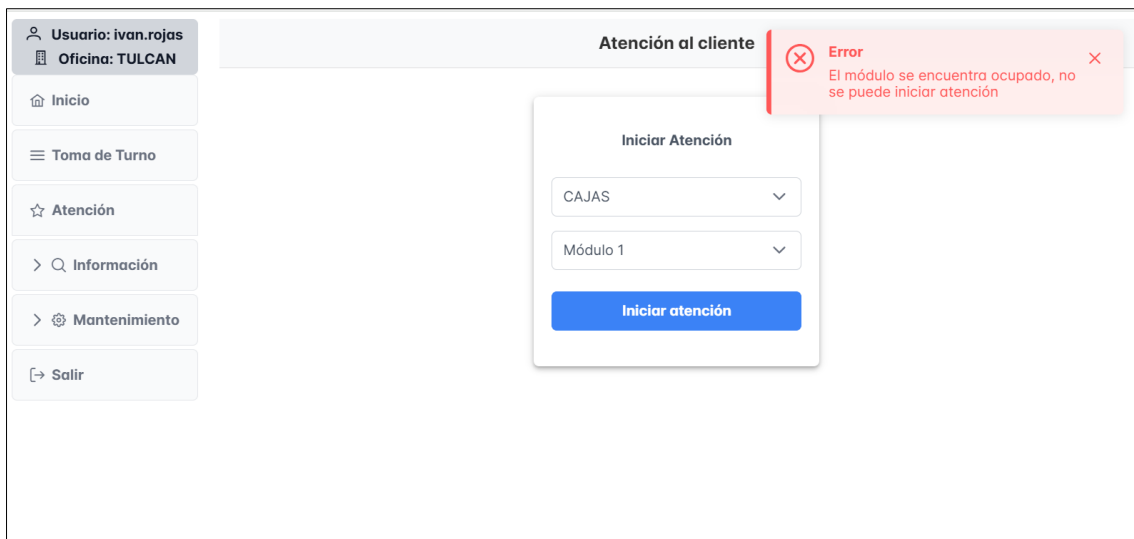 Usuario: ivan.rojas
Oficina: TULCAN
Inicio
Toma de Turno
Atención
Información
Mantenimiento
Salir
Atención al cliente
Error
El módulo se encuentra ocupado, no
se puede iniciar atención
Iniciar Atención
CAJAS
Módulo 1
Iniciar atención